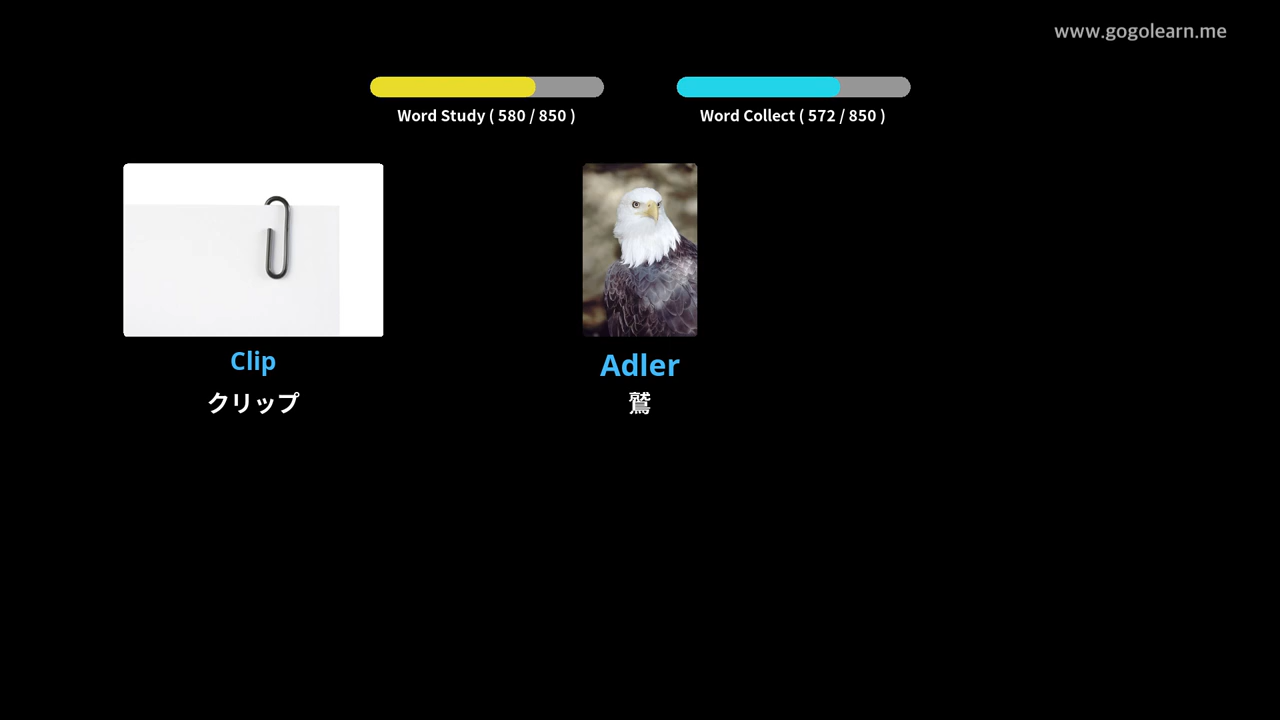 www.gogolearn.me
Word Study ( 580 / 850 )
Word Collect ( 572 / 850 )
Clip
クリップ
Adler
鷲